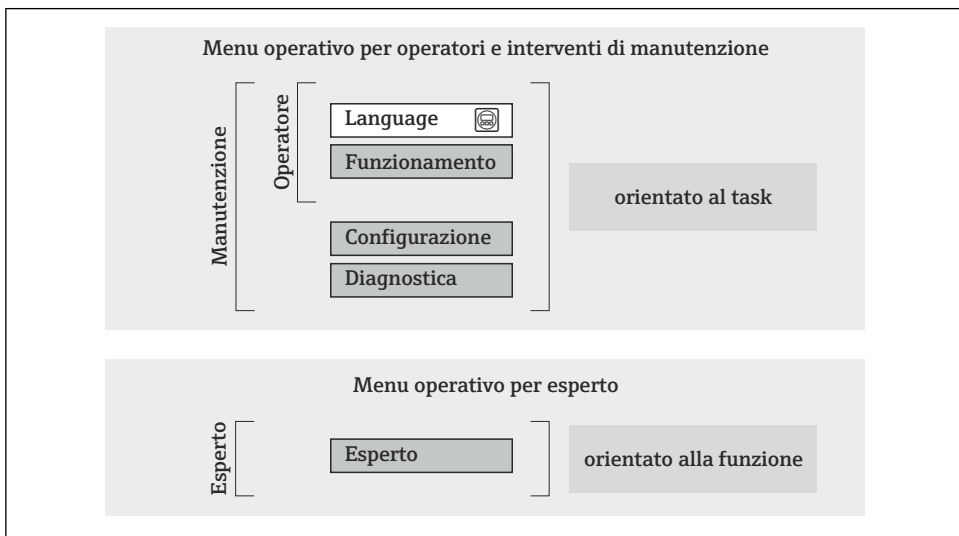 Menu operativo per operatori e interventi di manutenzione
Manutenzione
Operatore
Language
Funzionamento
Configurazione
Diagnostica
orientato al task
Menu operativo per esperto
Esperto
Esperto
orientato alla funzione